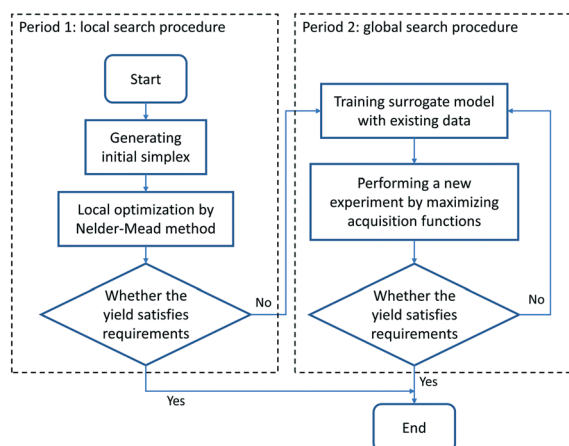 Period 1: local search procedure
Start
Generating
initial simplex
Local optimization by
Nelder-Mead method
Whether the
yield satisfies
requirements
No
Yes
Period 2: global search procedure
Training surrogate model
with existing data
Performing a new
experiment by maximizing
acquisition functions
Whether the
yield satisfies
requirements
No
Yes
End